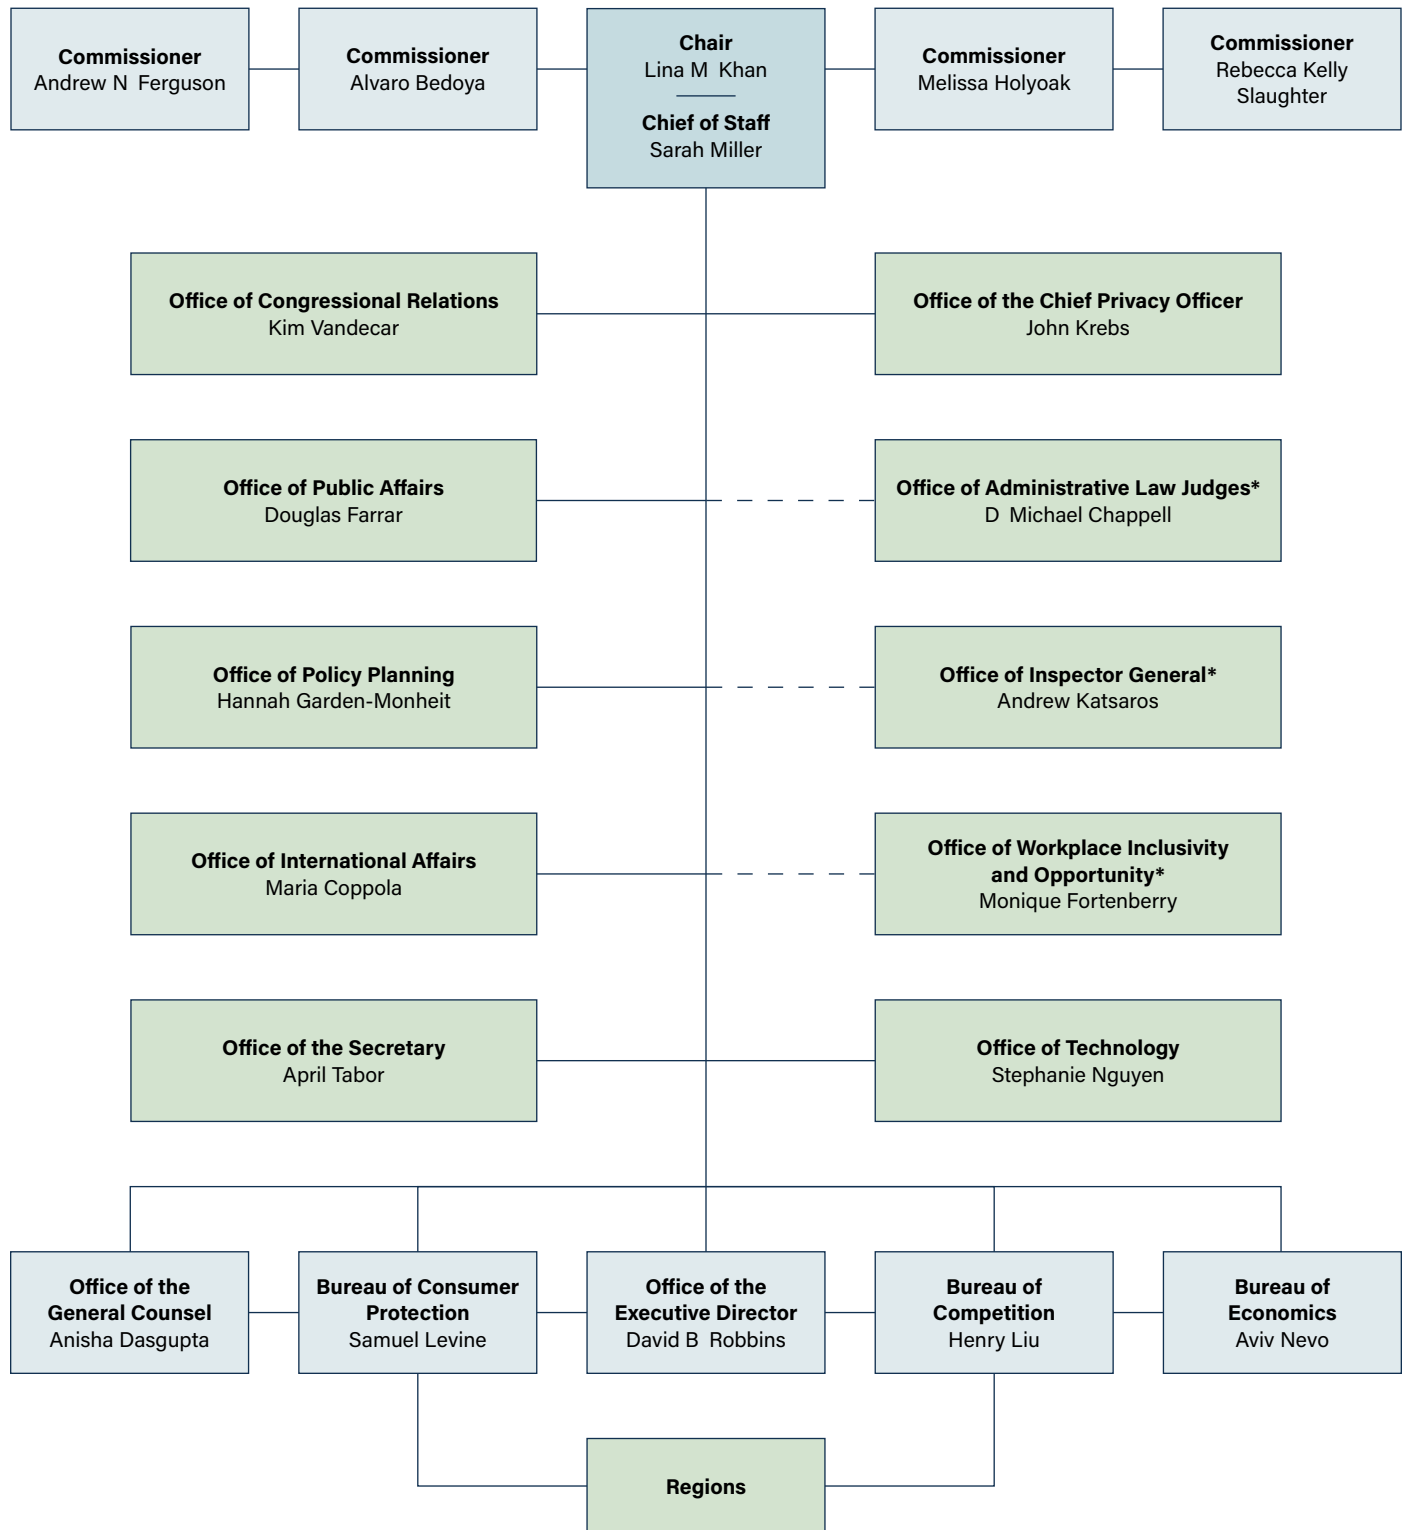 Commissioner
Andrew N Ferguson
Commissioner
Alvaro Bedoya
Chair
Lina M Khan
Chief of Staff
Sarah Miller
Commissioner
Melissa Holyoak
Commissioner
Rebecca Kelly
Slaughter
Office of Congressional Relations
Kim Vandecar
Office of the Chief Privacy Officer
John Krebs
Office of Public Affairs
Douglas Farrar
Office of Administrative Law Judges*
D Michael Chappell
Office of Policy Planning
Hannah Garden-Monheit
Office of Inspector General*
Andrew Katsaros
Office of International Affairs
Maria Coppola
Office of Workplace Inclusivity
and Opportunity*
Monique Fortenberry
Office of the Secretary
April Tabor
Office of Technology
Stephanie Nguyen
Office of the
General Counsel
Anisha Dasgupta
Bureau of Consumer
Protection
Samuel Levine
Office of the
Executive Director
David B Robbins
Bureau of
Competition
Henry Liu
Bureau of
Economics
Aviv Nevo
Regions